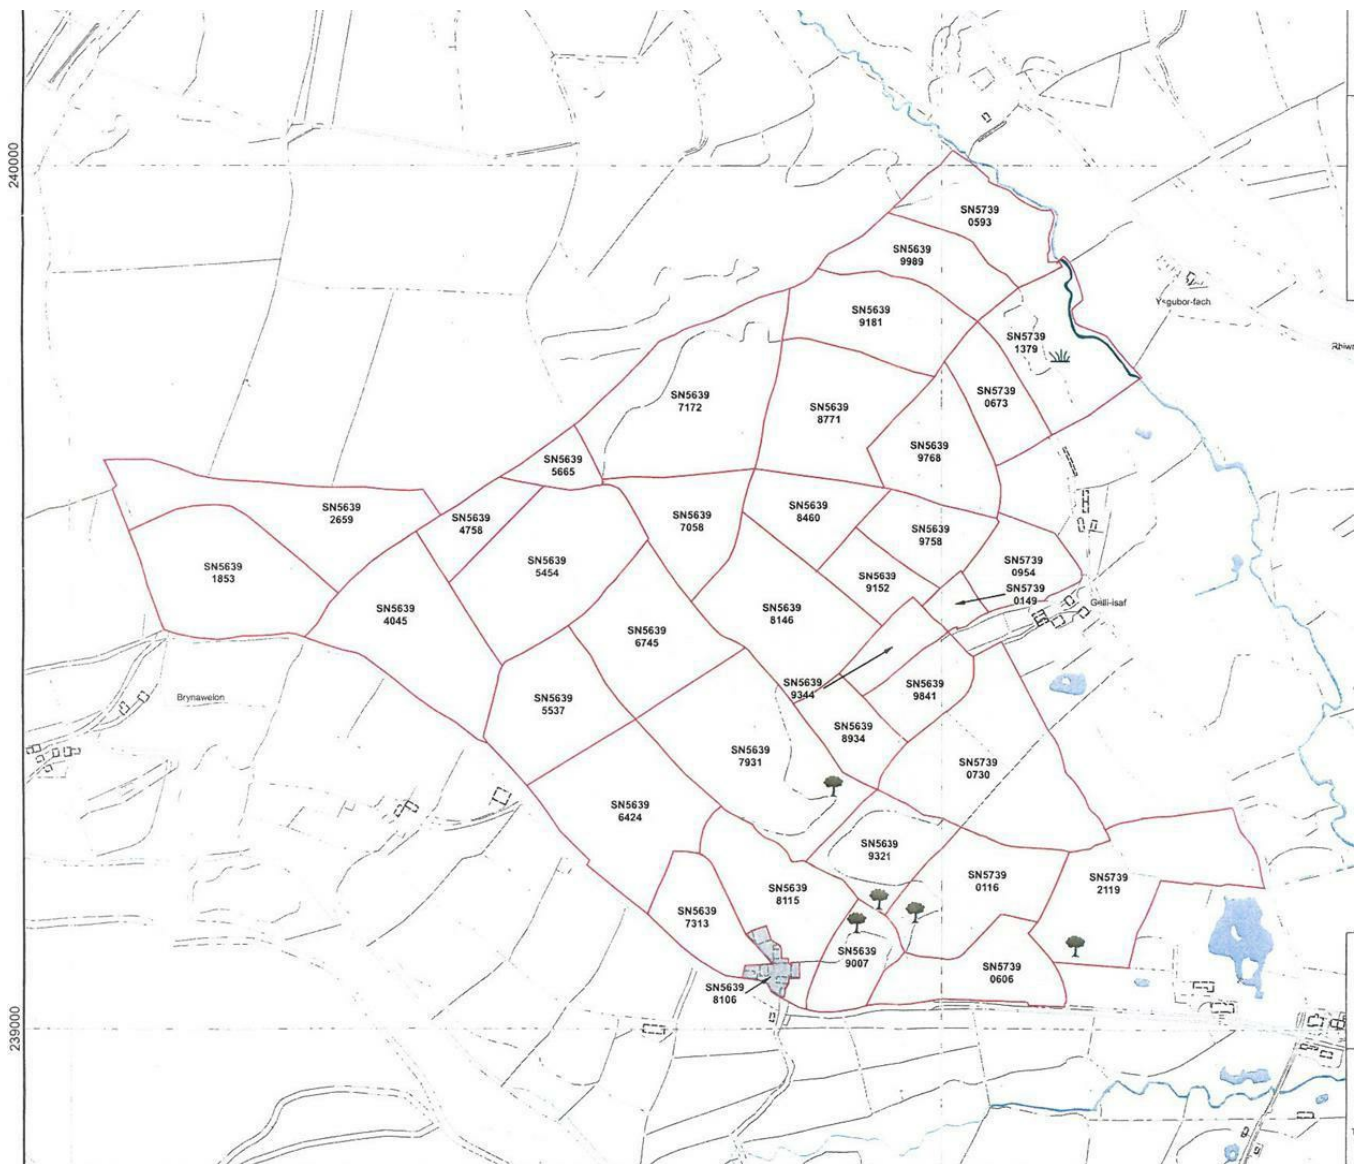 240000
SN5739
0593
SN5639
9989
Ysgubor-fach
SN5639
9181
SN5739
1379
SN5639
7172
SN5639
8771
SN5739
0673
SN5639
9768
SN5639
5665
SN5639
2659
SN5639
4758
SN5639
7058
SN5639
8460
SN5639
9758
SN5639
1853
SN5639
5454
SN5639
9152
SN5739
0954
SN5739
0149
Gelli-isaf
SN5639
4045
SN5639
6745
SN5639
8146
SN5639
9344
SN5639
9841
Brynawelon
SN5639
5537
SN5639
8934
SN5639
7931
SN5739
0730
SN5639
6424
SN5639
9321
SN5739
0116
SN5739
2119
SN5639
8115
SN5639
7313
SN5639
9007
SN5739
0606
SN5639
8106
239000